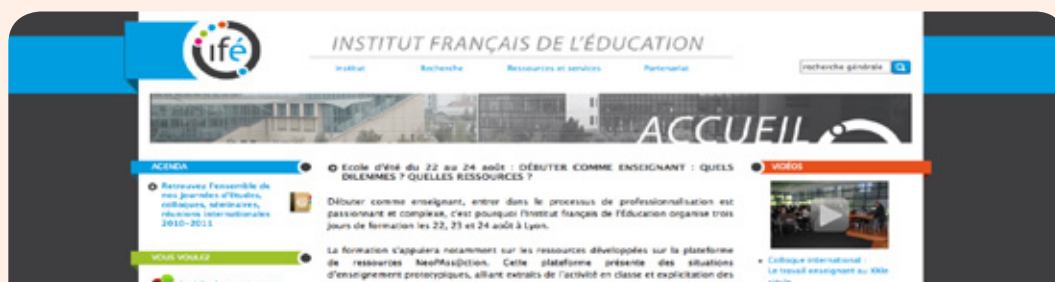 ifé
INSTITUT FRANÇAIS DE L'ÉDUCATION
Institut Recherche Ressources et services Partenariat
recherche générale
ACCUEIL
AGENDA
Retrouvez l'ensemble de
nos journées d'études,
colloques, séminaires,
réunions internationales
2010-2011
VOUS VOULEZ
Ecole d'été du 22 au 24 août : DÉBUTER COMME ENSEIGNANT : QUELS
DILEMMES ? QUELLES RESSOURCES ?
Débuter comme enseignant, entrer dans le processus de professionnalisation est
passionnant et complexe, c'est pourquoi l'Institut français de l'Education organise trois
jours de formation les 22, 23 et 24 août à Lyon.
La formation s'appuiera notamment sur les ressources développées sur la plateforme
de ressources NéoPass@ction. Cette plateforme présente des situations
d'enseignement prototypiques, alliant extraits de l'activité en classe et explicitation des
VIDÉOS
Colloque international :
Le travail enseignant au XXIe